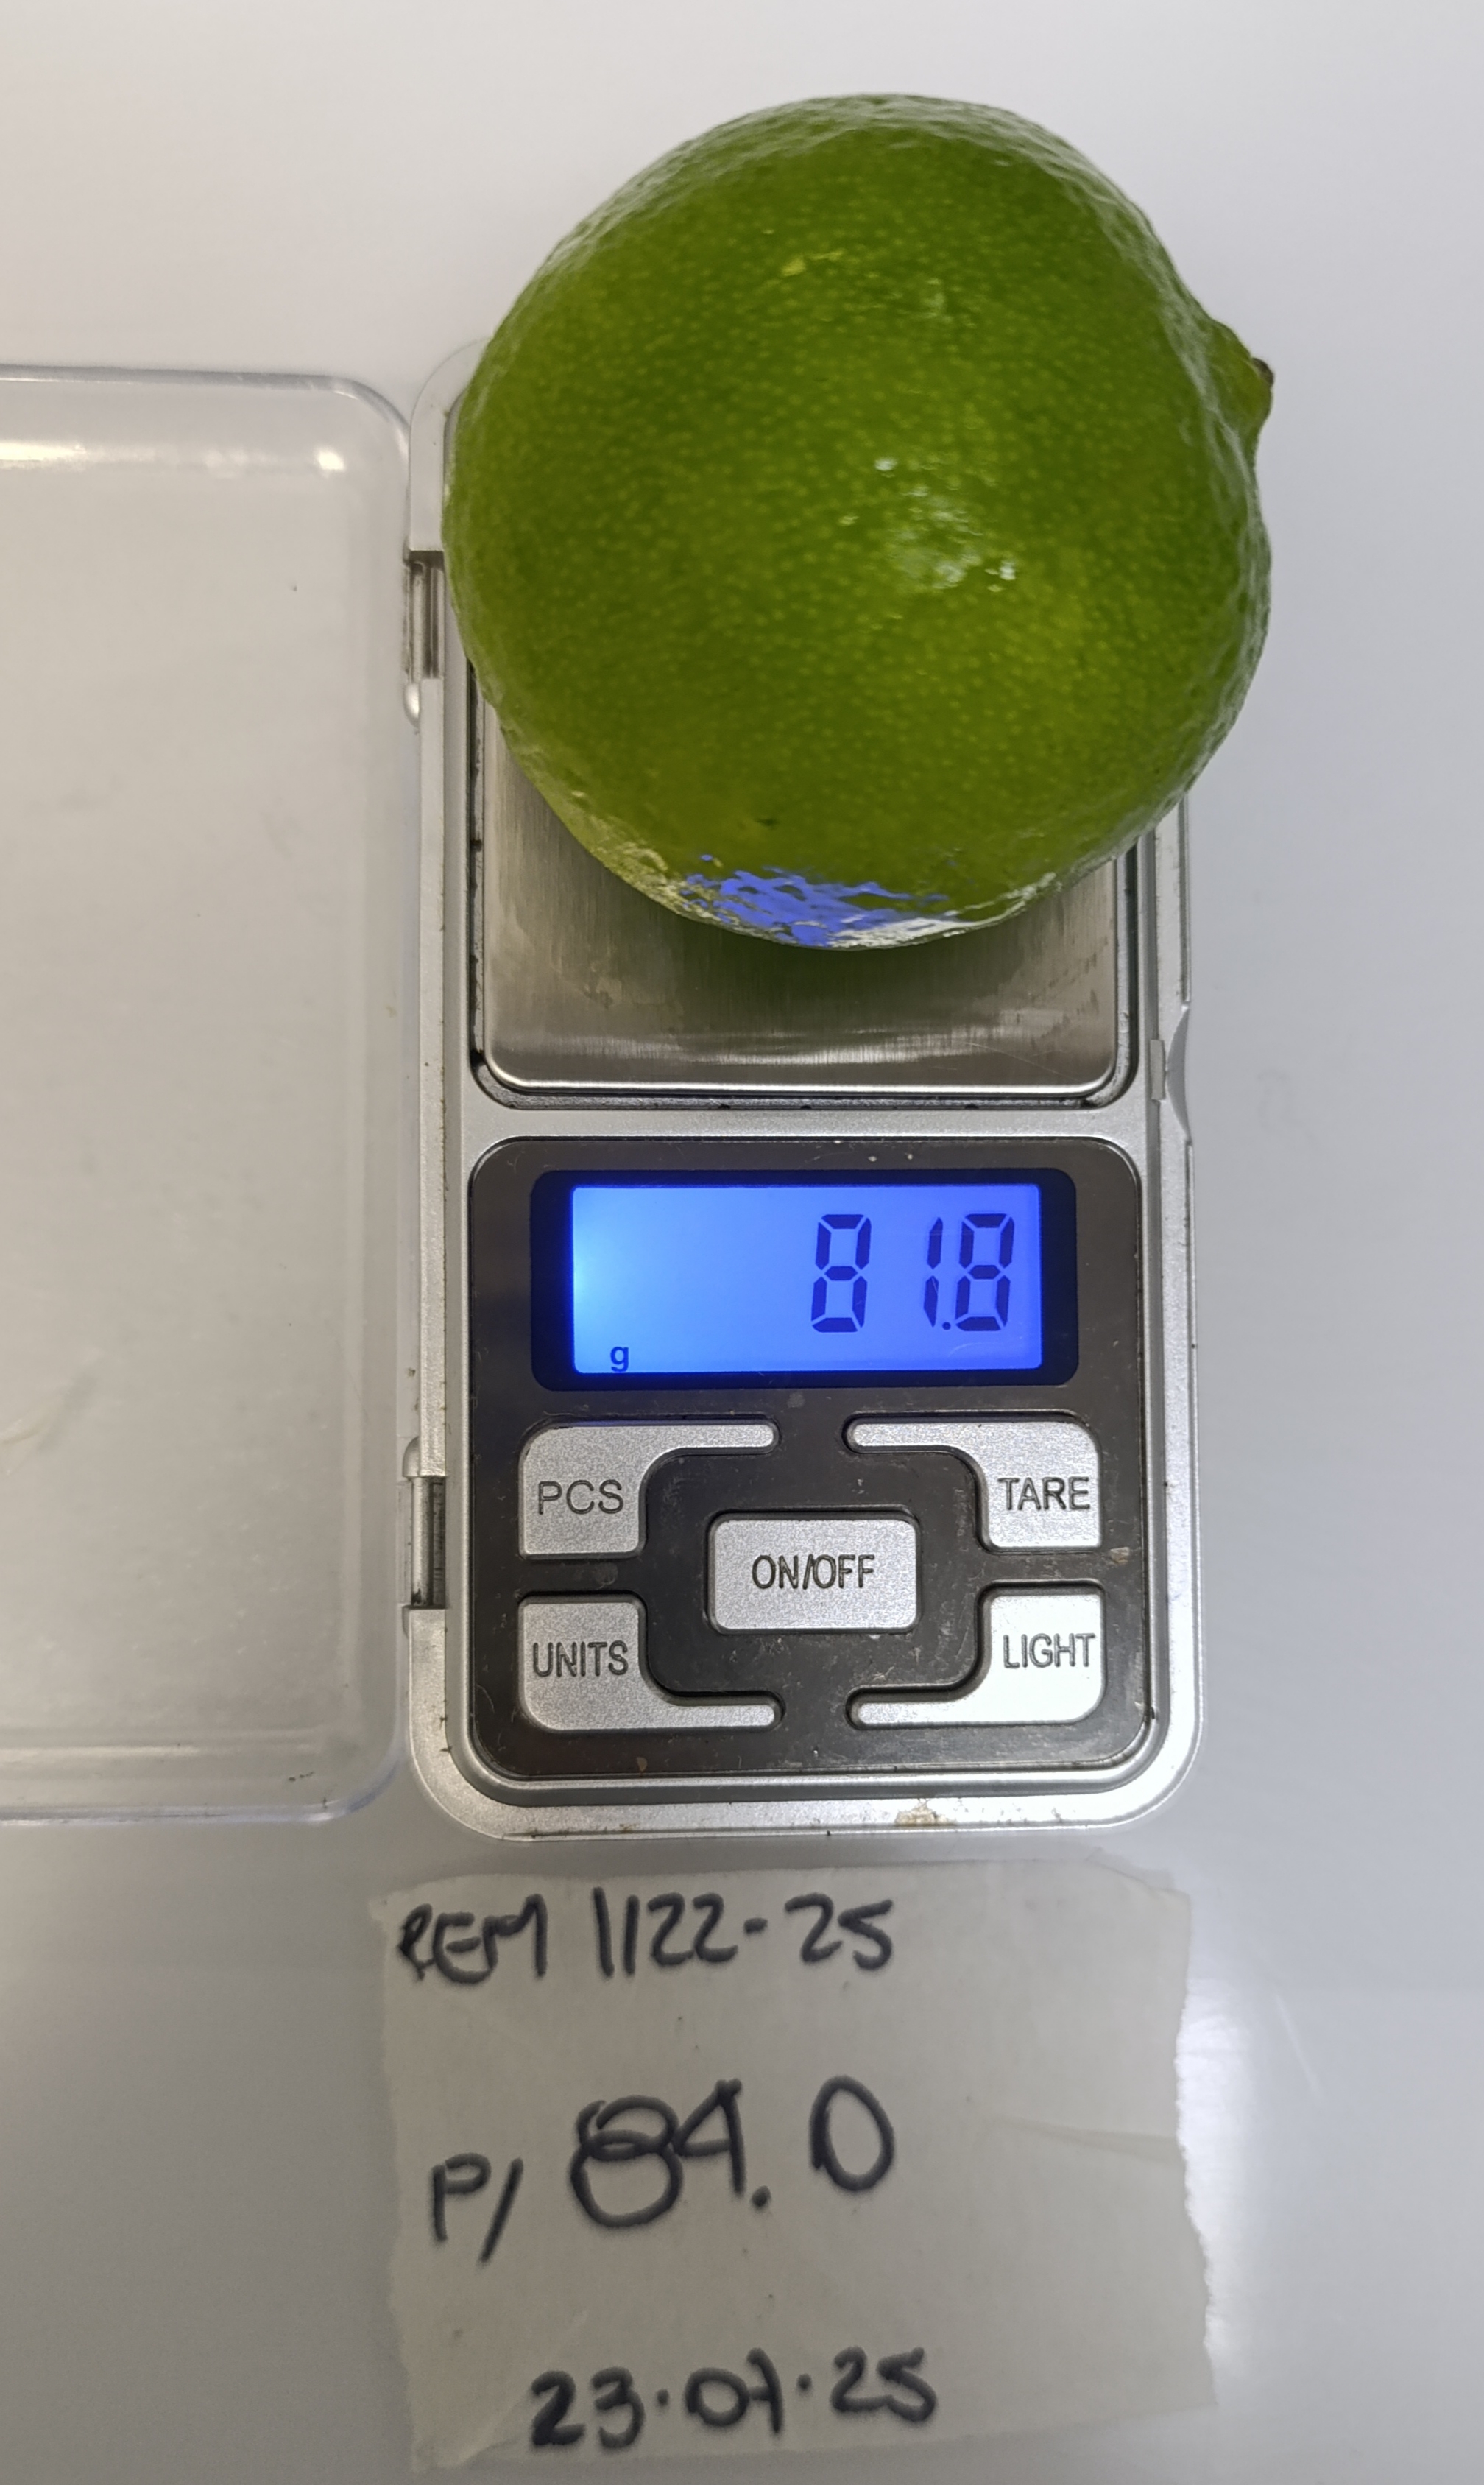 81.8
g
PCS
TARE
ON/OFF
UNITS
LIGHT
REM 1122-25
P/ 84.0
23.07.25